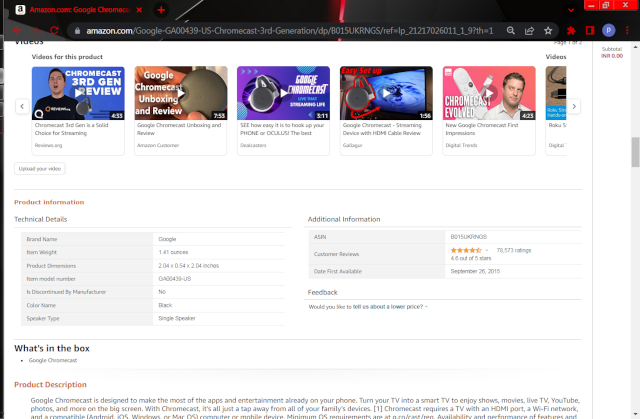 Amazon.com: Google Chromecast
amazon.com/Google-GA00439-US-Chromecast-3rd-Generation/dp/B015UKRNGS/ref=lp_21217026011_1_9?th=1
P
Videos
Page 1 of 2
Subtotal
INR 0.00
Videos for this product
Videos
CHROMECAST
3RD GEN
REVIEW
REVIEWS.org
4:33
Google
Chromecast
Unboxing
and Review
7:53
GOOGLE
CHROMECAST
LIVE THAT
STREAMING LIFE
3:11
Easy Set up
1:56
CHROMECAST
EVOLVED
4:23
Chromecast 3rd Gen is a Solid
Choice for Streaming
Reviews.org
Google Chromecast Unboxing and
Review
Amazon Customer
SEE how easy it is to hook up your
PHONE or OCULUS! The best
Dealcasters
Google Chromecast - Streaming
Device with HDMI Cable Review
Gallagur
New Google Chromecast First
Impressions
Digital Trends
Roku S
Digital T
Upload your video
Product information
Technical Details
Brand Name Google
Item Weight 1.41 ounces
Product Dimensions 2.04 x 0.54 x 2.04 inches
Item model number GA00439-US
Is Discontinued By Manufacturer No
Color Name Black
Speaker Type Single Speaker
Additional Information
ASIN B015UKRNGS
Customer Reviews 78,573 ratings
4.6 out of 5 stars
Date First Available September 26, 2015
Feedback
Would you like to tell us about a lower price?
What's in the box
• Google Chromecast
Product Description
Google Chromecast is designed to make most of the apps and entertainment already on your phone. Turn your TV into a smart TV to enjoy shows, movies, live TV, YouTube,
photos, and more on the big screen. With Chromecast, it's all just a tap away from all of your family's devices. [1] Chromecast requires a TV with an HDMI port, a Wi-Fi network,
and a compatible (Android, iOS, Windows, or Mac OS) computer or mobile device. Minimum OS requirements are at g.co/cast/req. Availability and performance of features and